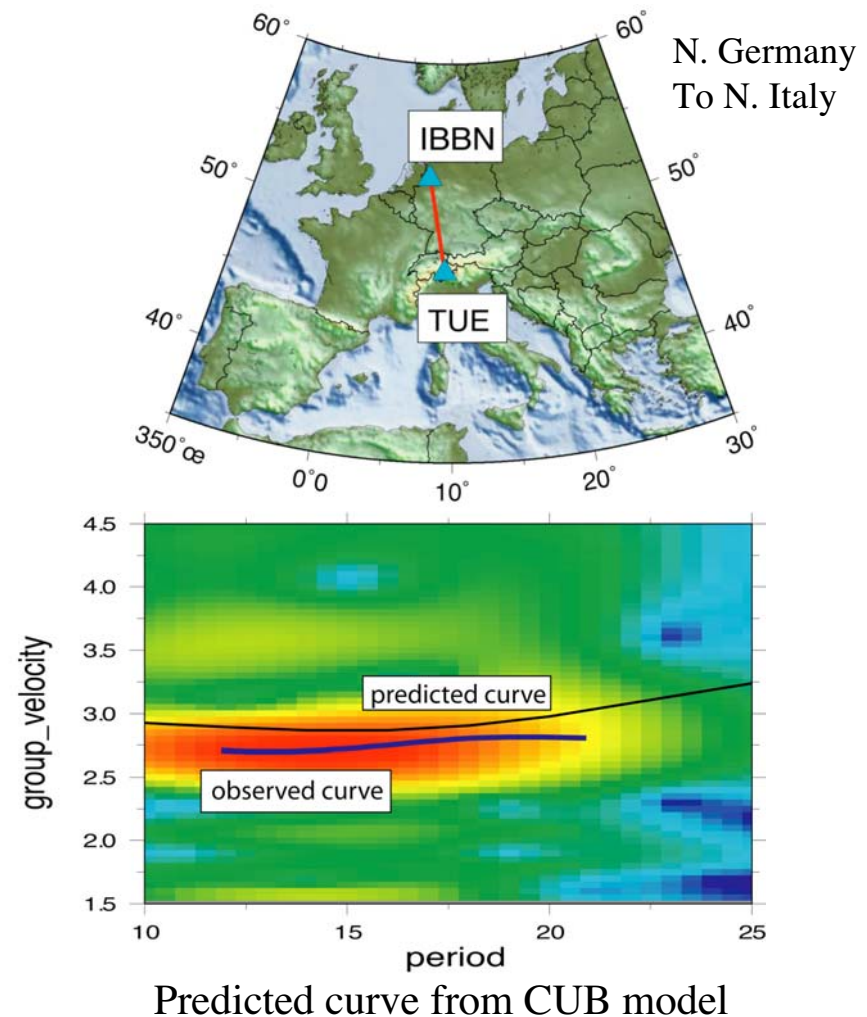 60°
60°
N. Germany
To N. Italy
IBBN
50°
50°
TUE
40°
40°
350°œ
30°
0°0
10°
20°
4.5
4.0
3.5
3.0
2.5
2.0
1.5
group_velocity
predicted curve
observed curve
10
15
20
25
period
Predicted curve from CUB model